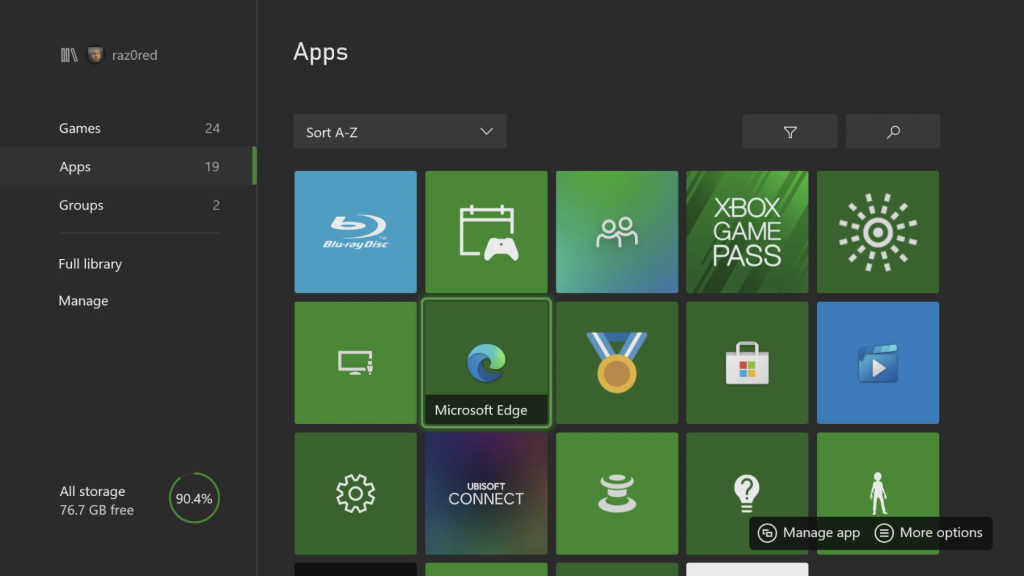 raz0red
Games 24
Apps 19
Groups 2
Full library
Manage
All storage
76.7 GB free
90.4%
Apps
Sort A-Z
Blu-ray Disc™
XBOX
GAME
PASS
Microsoft Edge
UBISOFT
CONNECT
?
Manage app
More options